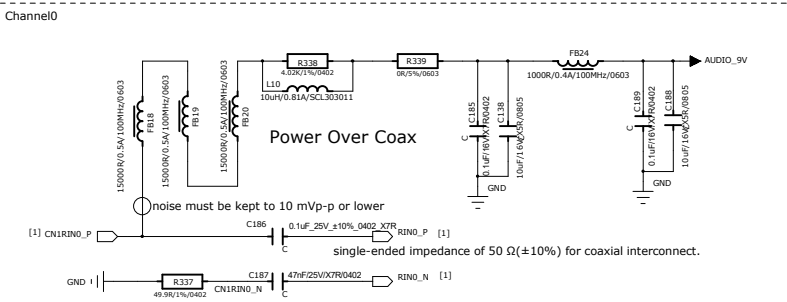 Channel0
FB24
AUDIO_9V
R338
4.02K/1%/0402
R339
0R/5%/0603
1000R/0.4A/100MHz/0603
L10
10uH/0.81A/SCL303011
15000R/0.5A/100MHz/0603
FB18
15000R/0.5A/100MHz/0603
FB19
15000R/0.5A/100MHz/0603
FB20
C185
C
0.1uF/16V/X7R/0402
C138
10uF/16V/X5R/0805
C189
C
0.1uF/16V/X7R/0402
C188
10uF/16V/X5R/0805
Power Over Coax
GND
GND
noise must be kept to 10 mVp-p or lower
[1] CN1RIN0_P
C186
0.1uF_25V_±10%_0402_X7R
C
RIN0_P [1]
single-ended impedance of 50 Ω(±10%) for coaxial interconnect.
GND
R337
49.9R/1%/0402
CN1RIN0_N
C187
47nF/25V/X7R/0402
C
RIN0_N [1]